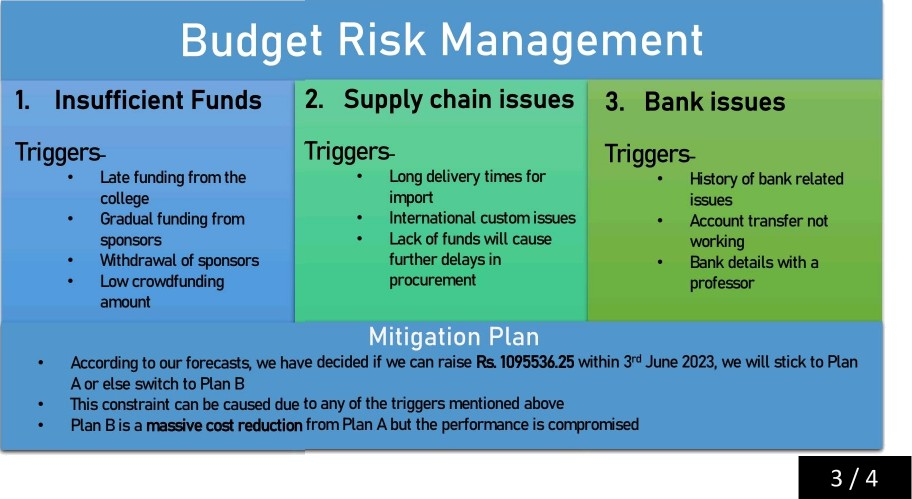 Budget Risk Management
1. Insufficient Funds
Triggers-
• Late funding from the
college
• Gradual funding from
sponsors
• Withdrawal of sponsors
• Low crowdfunding
amount
2. Supply chain issues
Triggers-
• Long delivery times for
import
• International custom issues
• Lack of funds will cause
further delays in
procurement
3. Bank issues
Triggers-
• History of bank related
issues
• Account transfer not
working
• Bank details with a
professor
Mitigation Plan
• According to our forecasts, we have decided if we can raise Rs. 1095536.25 within 3rd June 2023, we will stick to Plan
A or else switch to Plan B
• This constraint can be caused due to any of the triggers mentioned above
• Plan B is a massive cost reduction from Plan A but the performance is compromised
3 / 4